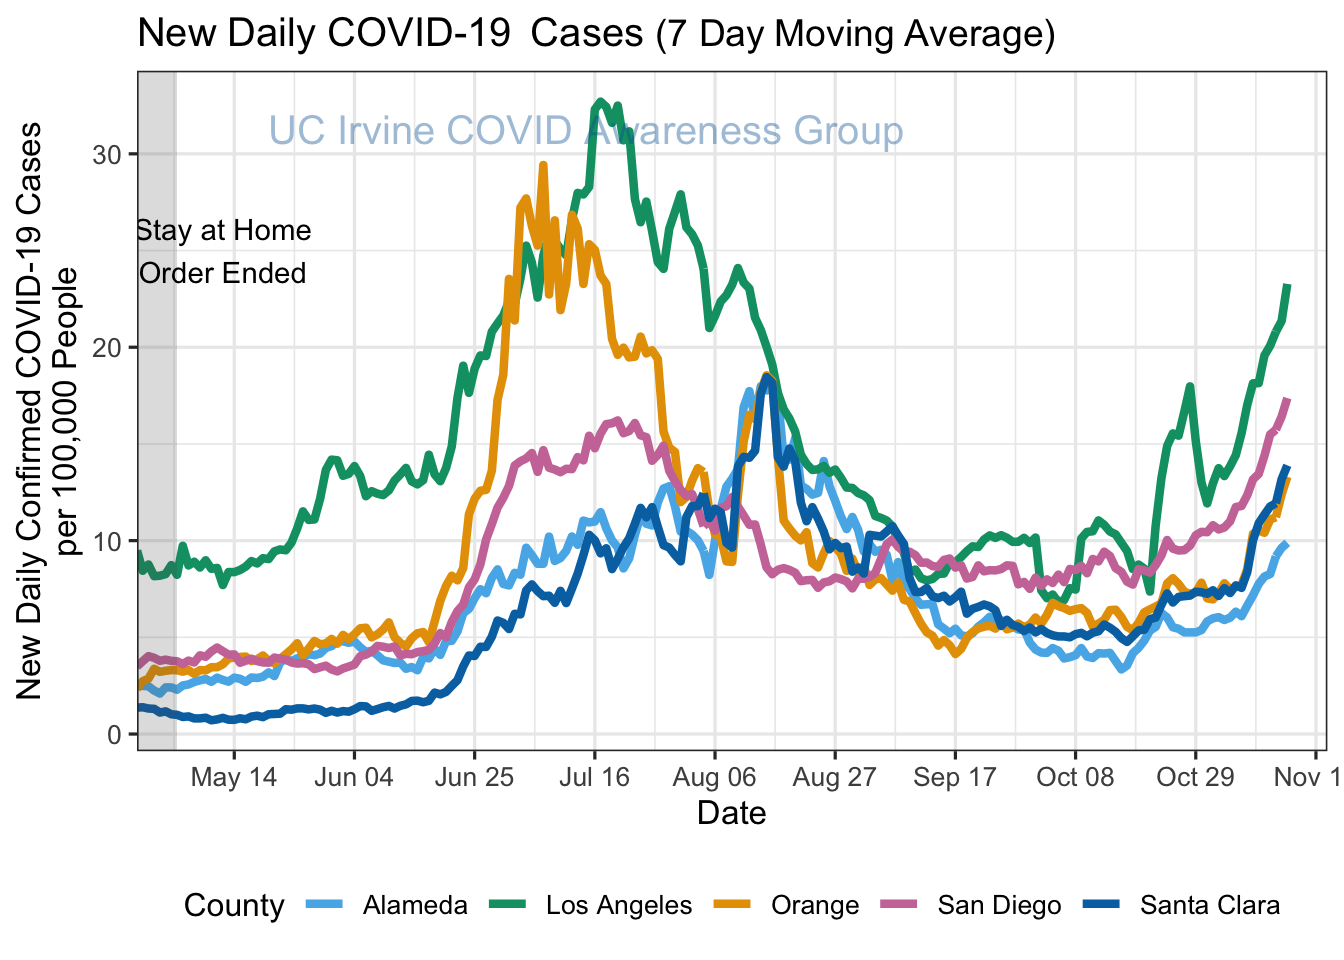 New Daily COVID-19 Cases (7 Day Moving Average)
UC Irvine COVID Awareness Group
Stay at Home
Order Ended
New Daily Confirmed COVID-19 Cases
per 100,000 People
30
20
10
0
May 14 Jun 04 Jun 25 Jul 16 Aug 06 Aug 27 Sep 17 Oct 08 Oct 29 Nov 1
Date
County Alameda Los Angeles Orange San Diego Santa Clara